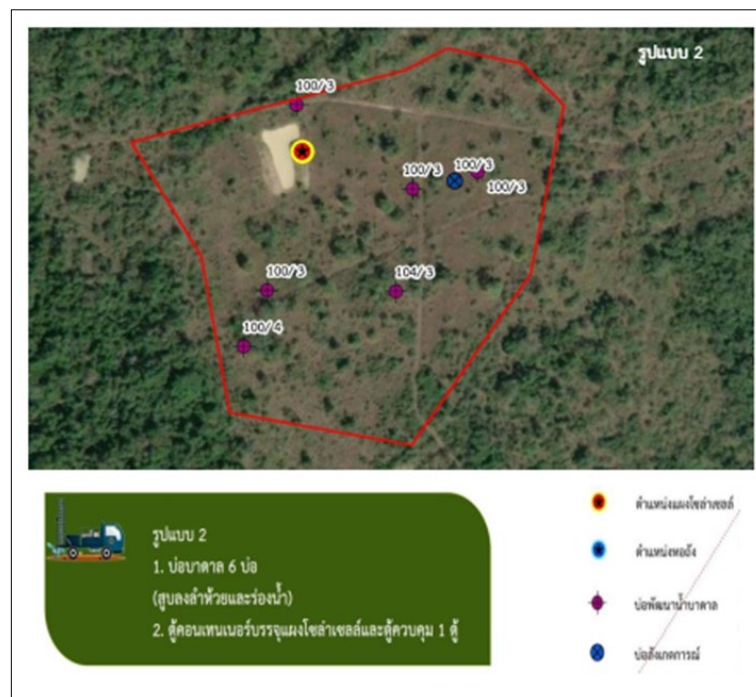 รูปแบบ 2
100/ 3
100/ 3
100/ 3
100/ 3
100/ 3
104/ 3
100/ 4
รูปแบบ 2
1. บ่อบาดาล 6 บ่อ
(สูบลงลำห้วยและร่องน้ำ)
2. ตู้คอนเทนเนอร์บรรจุแผงโซล่าเซลล์และตู้ควบคุม 1 ตู้
ตำแหน่งแผงโซล่าเซลล์
ตำแหน่งหอถัง
บ่อพัฒนาน้ำบาดาล
บ่อสังเกตการณ์